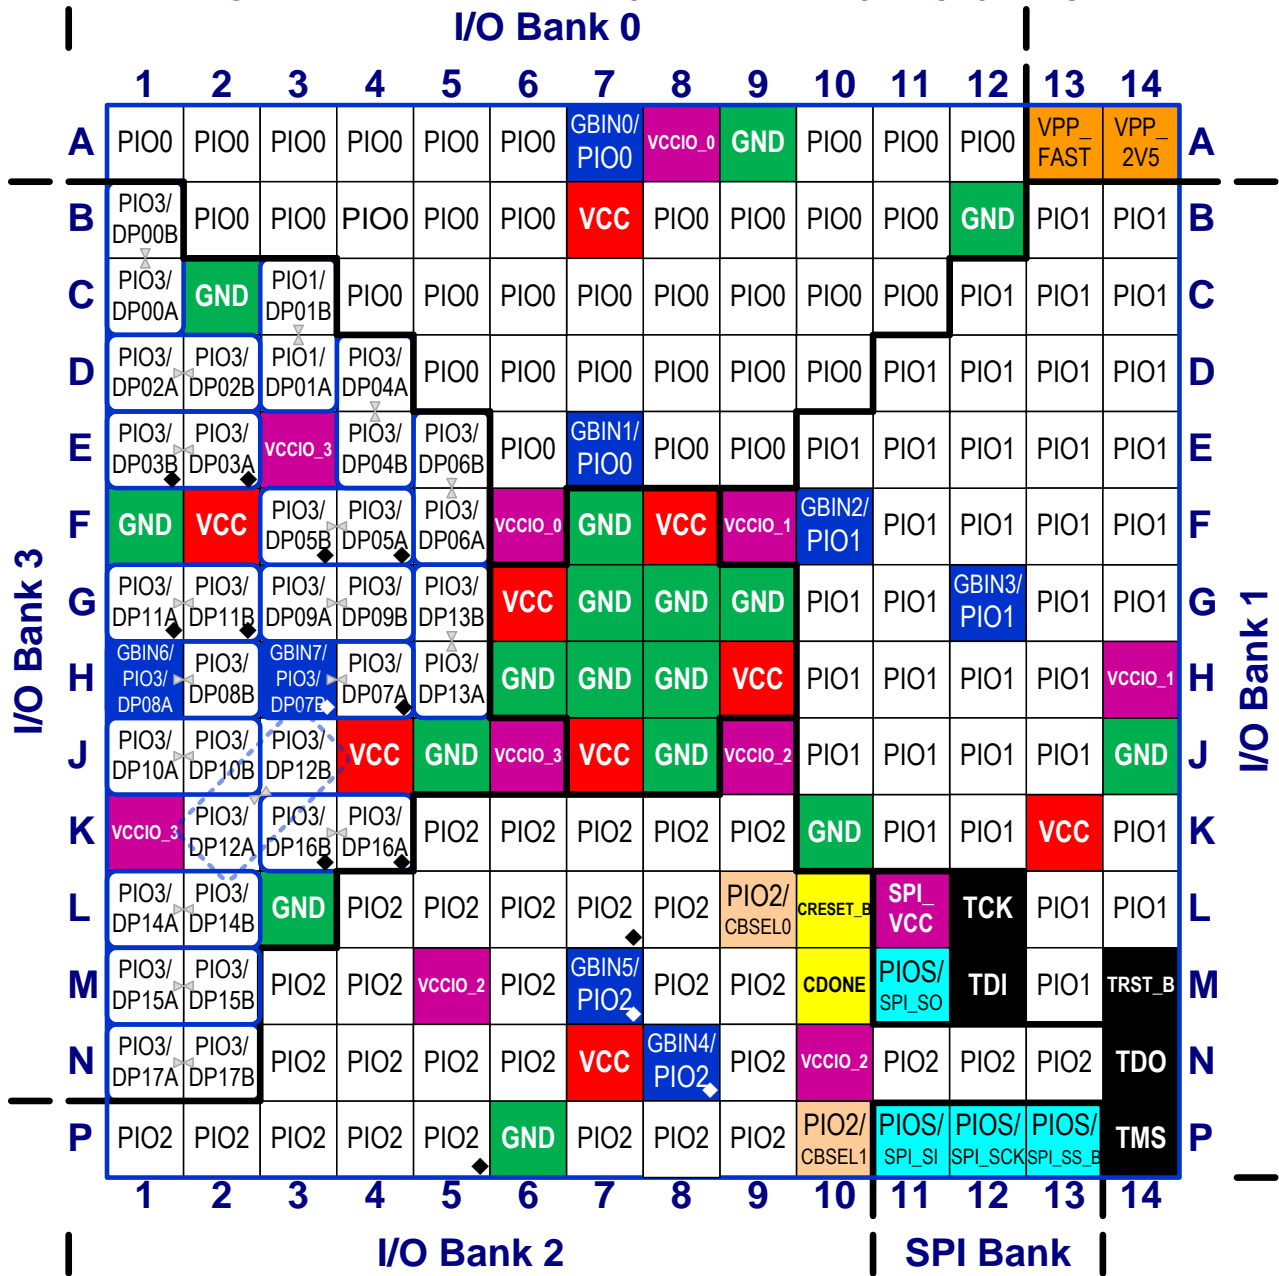 I/O Bank 0
1 2 3 4 5 6 7 8 9 10 11 12 13 14
A PIO0 PIO0 PIO0 PIO0 PIO0 PIO0 GBIN0/ PIO0 VCCIO_0 GND PIO0 PIO0 PIO0 VPP_ FAST VPP_ 2V5 A
B PIO3/ DP00B PIO0 PIO0 PIO0 PIO0 PIO0 VCC PIO0 PIO0 PIO0 PIO0 GND PIO1 PIO1 B
C PIO3/ DP00A GND PIO1/ DP01B PIO0 PIO0 PIO0 PIO0 PIO0 PIO0 PIO0 PIO0 PIO1 PIO1 PIO1 C
D PIO3/ DP02A PIO3/ DP02B PIO1/ DP01A PIO3/ DP04A PIO0 PIO0 PIO0 PIO0 PIO0 PIO0 PIO1 PIO1 PIO1 PIO1 D
E PIO3/ DP03B PIO3/ DP03A VCCIO_3 PIO3/ DP04B PIO3/ DP06B PIO0 GBIN1/ PIO0 PIO0 PIO0 PIO1 PIO1 PIO1 PIO1 PIO1 E
F GND VCC PIO3/ DP05B PIO3/ DP05A PIO3/ DP06A VCCIO_0 GND VCC VCCIO_1 GBIN2/ PIO1 PIO1 PIO1 PIO1 PIO1 F
G PIO3/ DP11A PIO3/ DP11B PIO3/ DP09A PIO3/ DP09B PIO3/ DP13B VCC GND GND GND PIO1 PIO1 GBIN3/ PIO1 PIO1 PIO1 G
H GBIN6/ PIO3/ DP08A PIO3/ DP08B GBIN7/ PIO3/ DP07B PIO3/ DP07A PIO3/ DP13A GND GND GND VCC PIO1 PIO1 PIO1 PIO1 VCCIO_1 H
J PIO3/ DP10A PIO3/ DP10B PIO3/ DP12B VCC GND VCCIO_3 VCC GND VCCIO_2 PIO1 PIO1 PIO1 PIO1 GND J
K VCCIO_3 PIO3/ DP12A PIO3/ DP16B PIO3/ DP16A PIO2 PIO2 PIO2 PIO2 PIO2 GND PIO1 PIO1 VCC PIO1 K
L PIO3/ DP14A PIO3/ DP14B GND PIO2 PIO2 PIO2 PIO2 PIO2 PIO2/ CBSEL0 CRESET_B SPI_ VCC TCK PIO1 PIO1 L
M PIO3/ DP15A PIO3/ DP15B PIO2 PIO2 VCCIO_2 PIO2 GBIN5/ PIO2 PIO2 PIO2 CDONE PIOS/ SPI_SO TDI PIO1 TRST_B M
N PIO3/ DP17A PIO3/ DP17B PIO2 PIO2 PIO2 PIO2 VCC GBIN4/ PIO2 PIO2 VCCIO_2 PIO2 PIO2 PIO2 TDO N
P PIO2 PIO2 PIO2 PIO2 PIO2 GND PIO2 PIO2 PIO2 PIO2/ CBSEL1 PIOS/ SPI_SI PIOS/ SPI_SCK PIOS/ SPI_SS_B TMS P
1 2 3 4 5 6 7 8 9 10 11 12 13 14
I/O Bank 3
I/O Bank 1
I/O Bank 2
SPI Bank